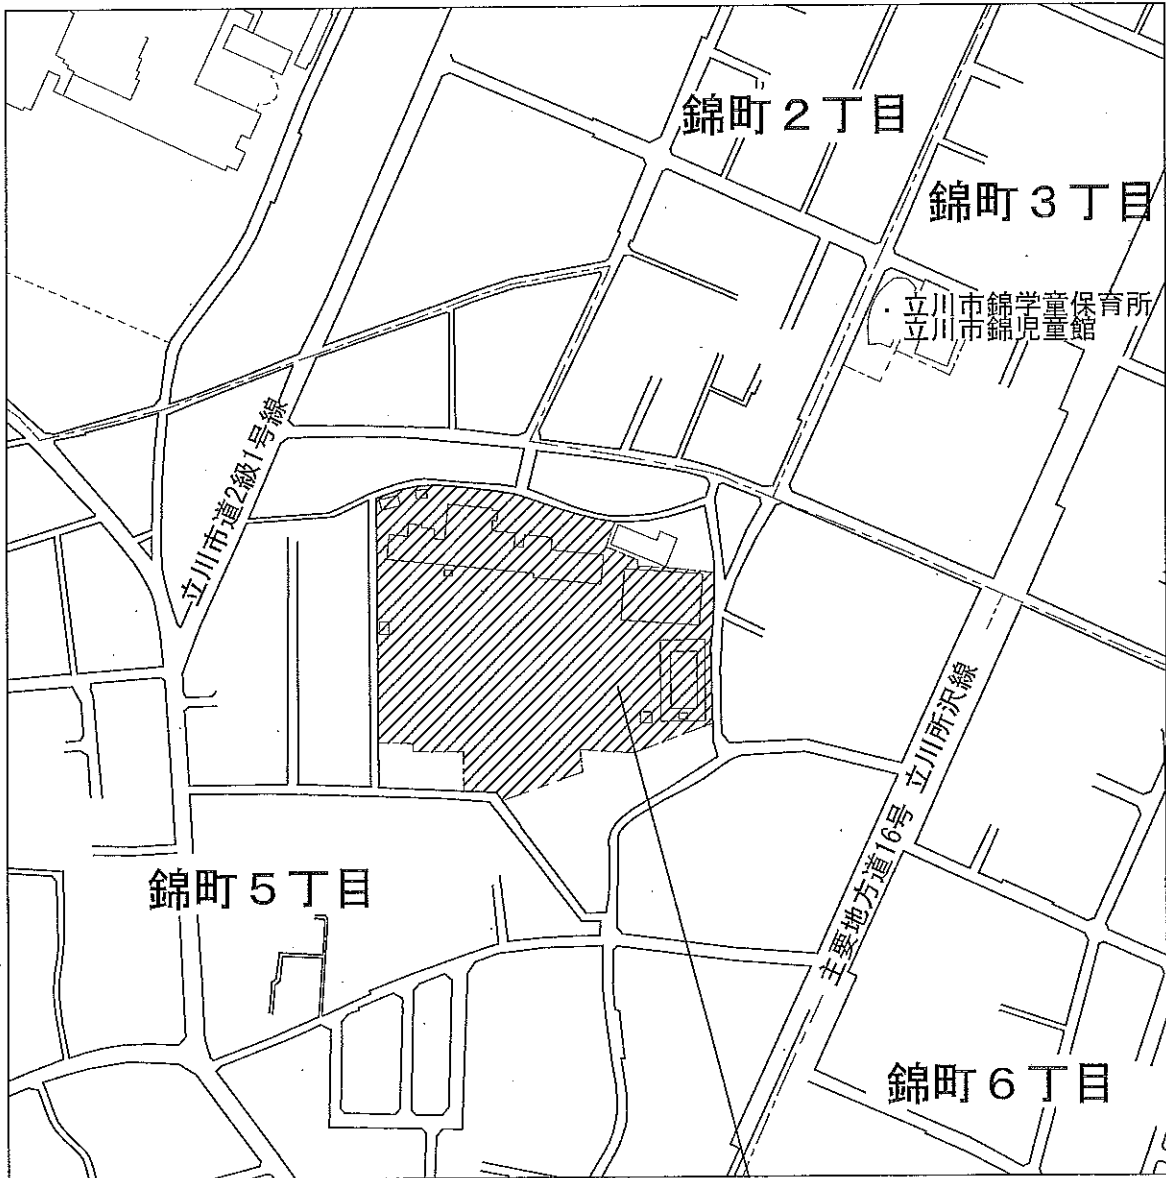 錦町２丁目
錦町３丁目
立川市錦学童保育所
立川市錦児童館
立川市道2級1号線
主要地方道16号 立川所沢線
錦町５丁目
錦町６丁目